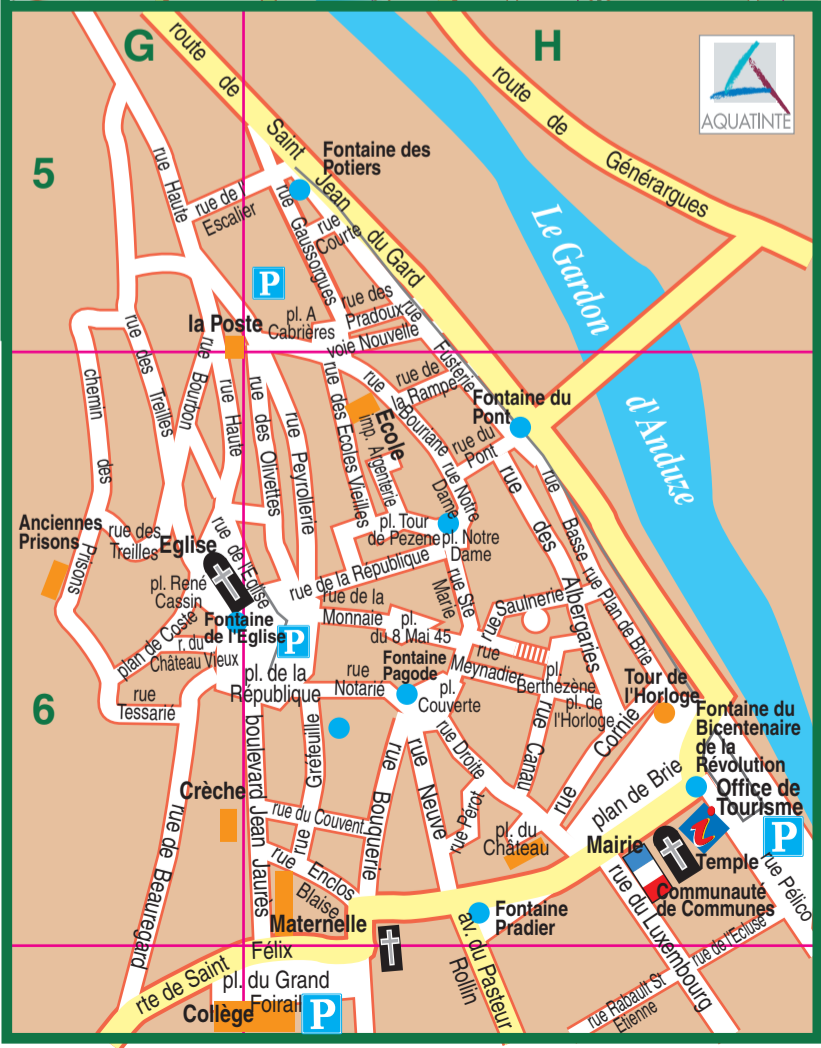 G
H
5
6
route de Saint Jean du Gard
route de Générargues
AQUATINTE
Le Gardon
d'Anduze
Fontaine des
Potiers
rue Haute
rue de l'
Escalier
rue Gaussorgues
rue
Courte
P
pl. A
Cabrières
rue des
Pradoux
voie Nouvelle
rue Fusterie
la Poste
rue des Treilles
rue Bourdon
rue Haute
rue des Olivettes
rue Peyrollerie
rue des Ecoles Vieilles
Ecole
imp. Argenterie
rue Bouriane
rue de
la Rampe
rue du
Pont
Fontaine du
Pont
chemin des Prisons
Anciennes
Prisons
rue des
Treilles
Eglise
rue de l'Eglise
rue Notre
Dame
pl. Tour
de Pezene
pl. Notre
Dame
rue des Albergaries
rue Basse
rue Plan de Brie
pl. René
Cassin
plan de Coste
Fontaine
de l'Eglise
r. du
Château Vieux
P
rue de la République
rue de la
Monnaie
pl.
du 8 Mai 45
rue Ste
Marie
rue Saulnerie
rue
Meynadier
pl.
Berthezène
pl. de
l'Horloge
Tour de
l'Horloge
rue
Tessarié
pl. de la
République
rue
Notarié
Fontaine
Pagode
pl.
Couverte
rue Canau
rue Cornie
Fontaine du
Bicentenaire
de la
Révolution
Office de
Tourisme
P
i
Crèche
rue de Beauregard
boulevard Jean Jaurès
rue Gréfineille
rue du Couvent
rue Enclos
Blaise
rue Bouquerie
rue Neuve
rue Droite
rue Pérot
pl. du
Château
plan de Brie
Mairie
Temple
Communauté
de Communes
rue Pélico
Maternelle
Fontaine
Pradier
rte de Saint Félix
pl. du Grand
Foirail
Collège
P
av. du Pasteur
Rollin
rue du Luxembourg
rue de l'Ecluse
rue Rabault St
Etienne